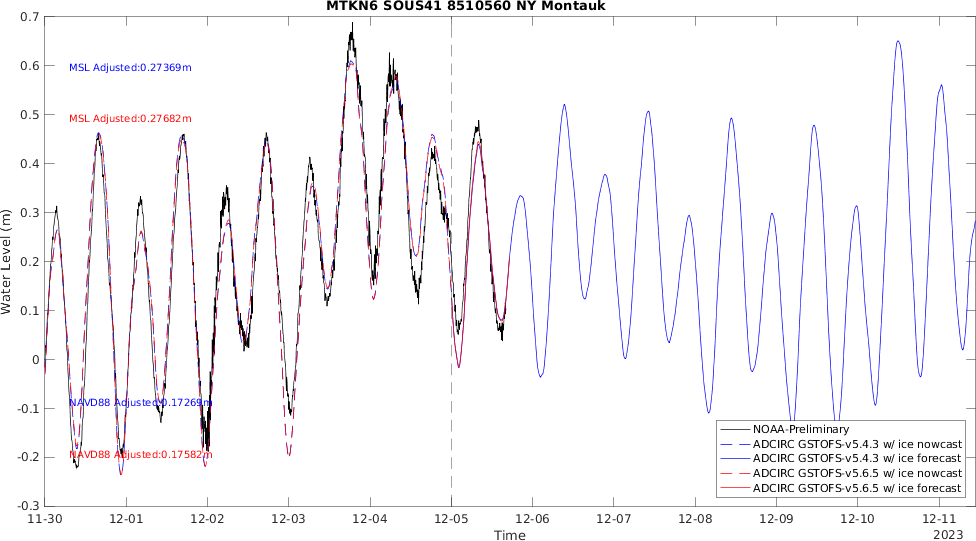 MTKN6 SOUS41 8510560 NY Montauk
0.7
0.6
0.5
0.4
0.3
0.2
0.1
0
-0.1
-0.2
-0.3
Water Level (m)
MSL Adjusted:0.27369m
MSL Adjusted:0.27682m
NAVD88 Adjusted:0.17269m
NAVD88 Adjusted:0.17582m
NOAA-Preliminary
ADCIRC GSTOFS-v5.4.3 w/ ice nowcast
ADCIRC GSTOFS-v5.4.3 w/ ice forecast
ADCIRC GSTOFS-v5.6.5 w/ ice nowcast
ADCIRC GSTOFS-v5.6.5 w/ ice forecast
11-30 12-01 12-02 12-03 12-04 12-05 12-06 12-07 12-08 12-09 12-10 12-11
Time
2023